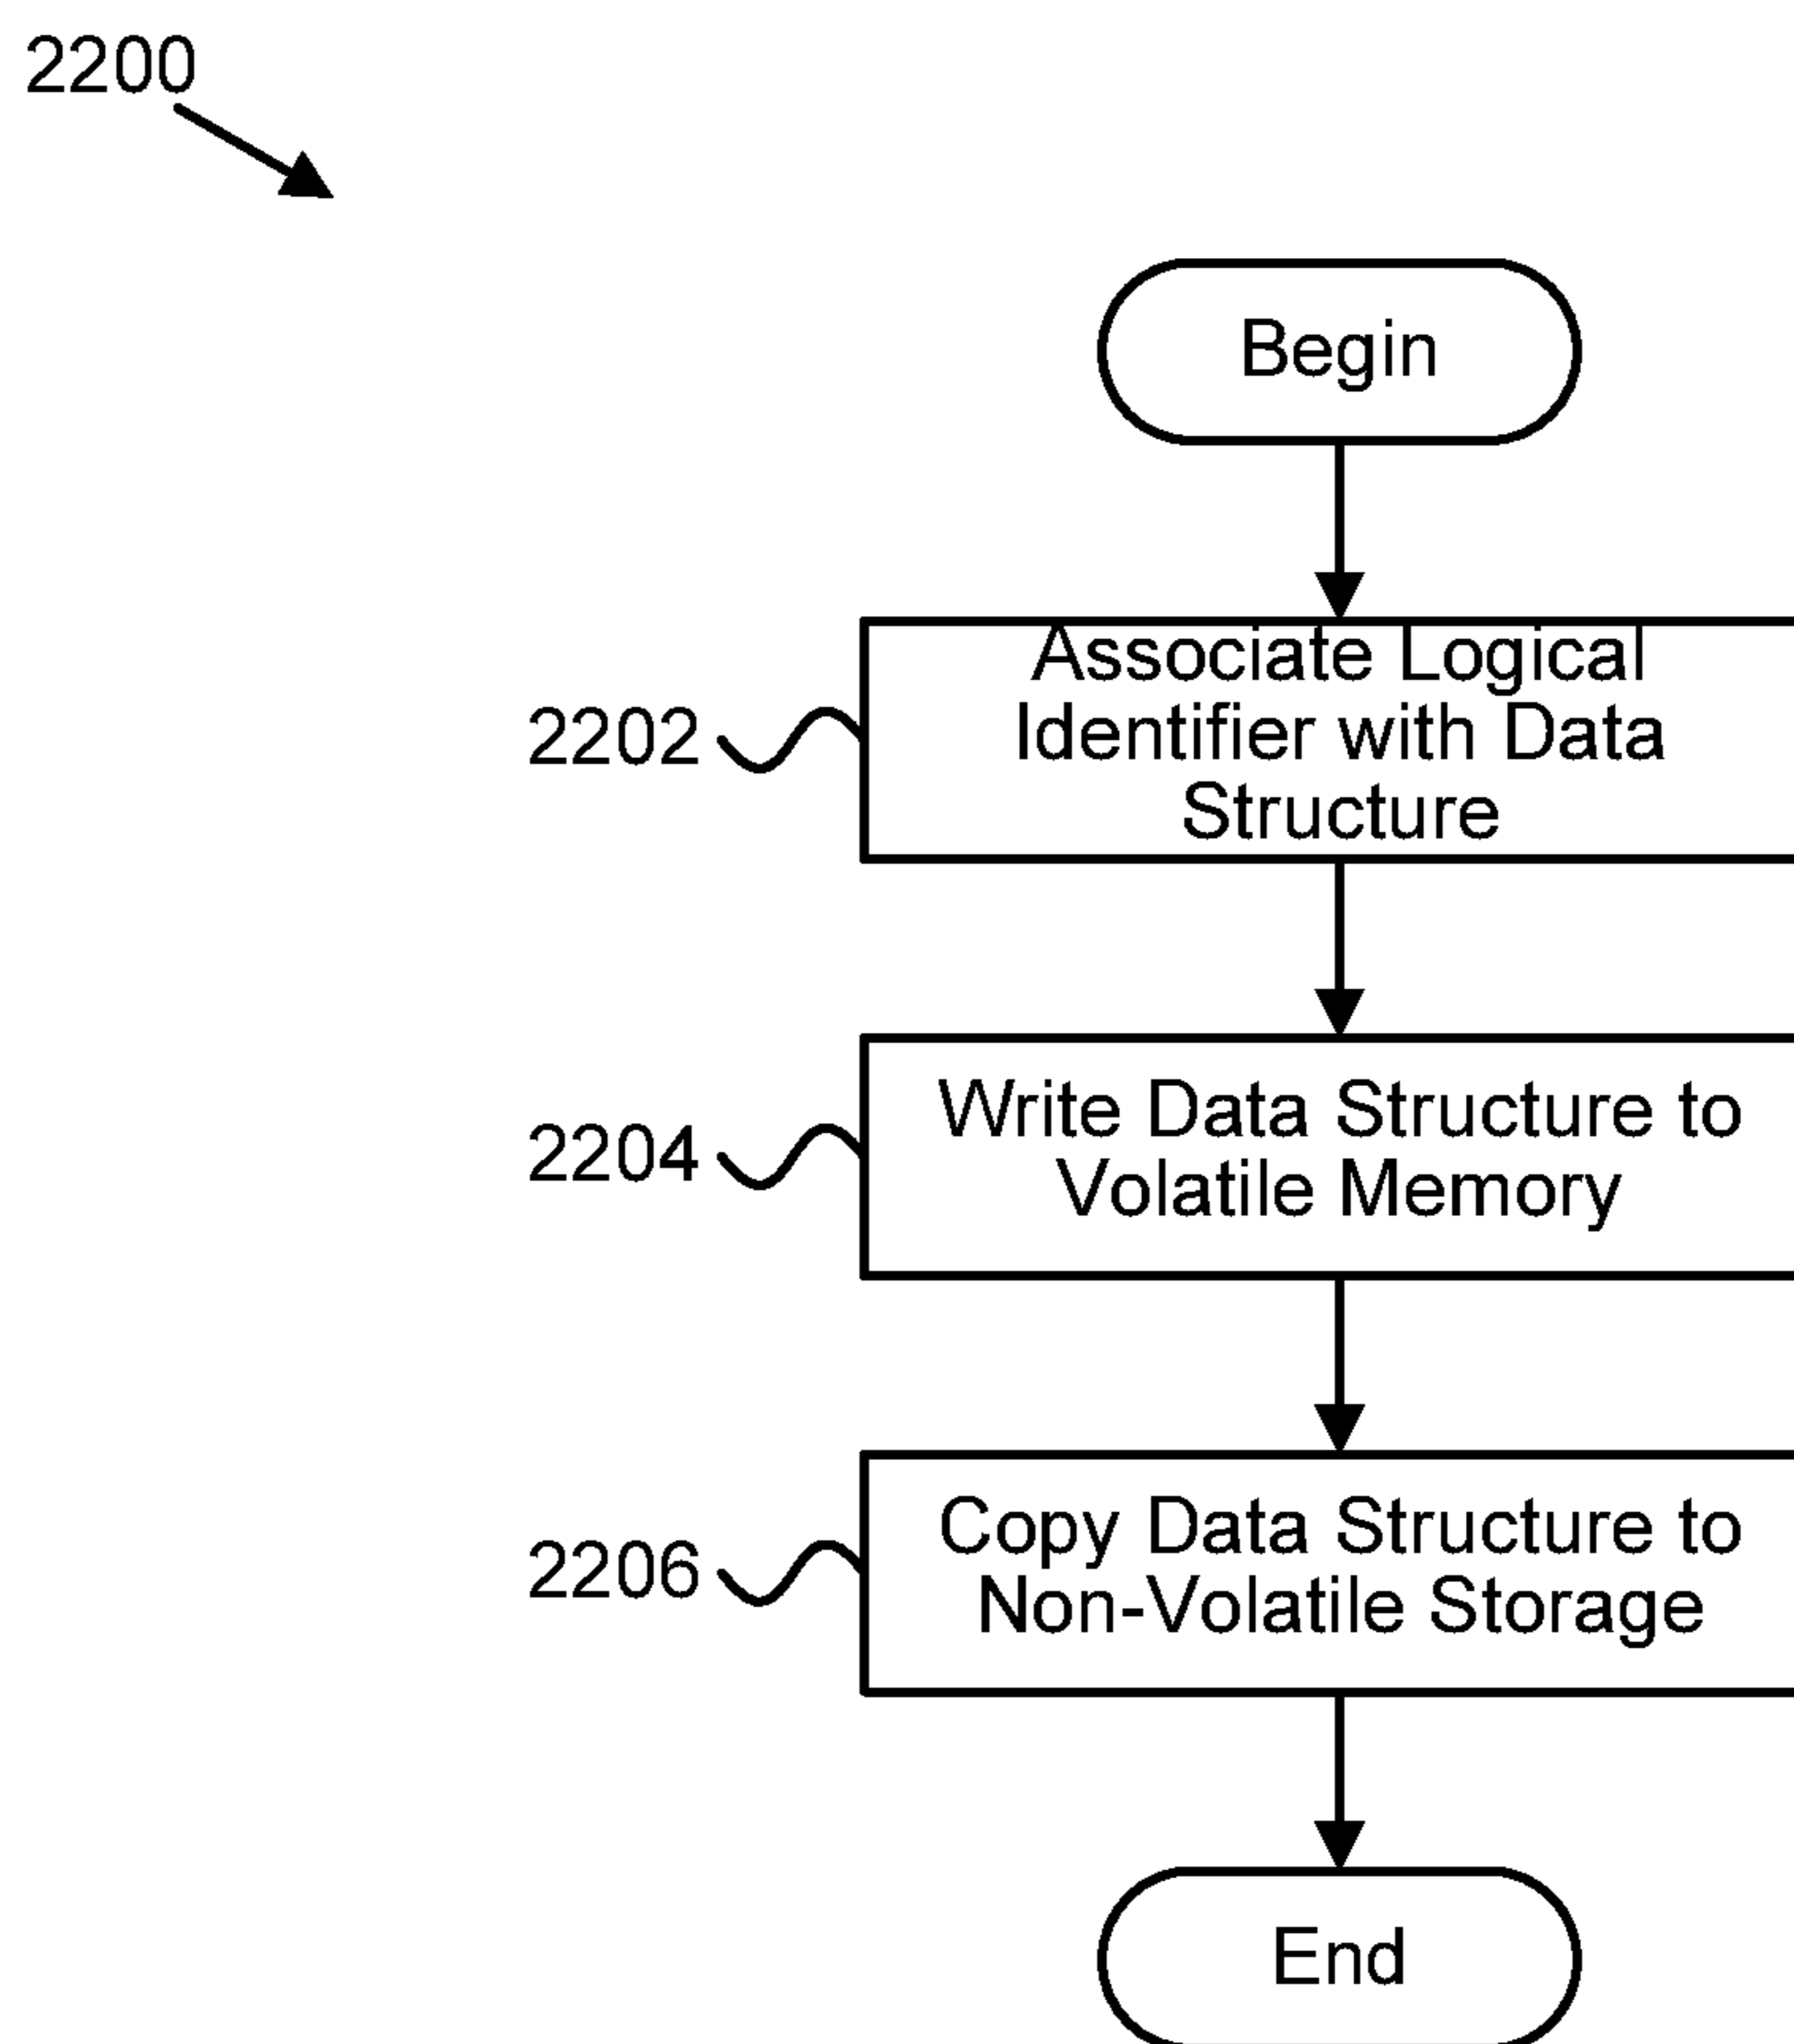 2200
Begin
2202
Associate Logical
Identifier with Data
Structure
2204
Write Data Structure to
Volatile Memory
2206
Copy Data Structure to
Non-Volatile Storage
End